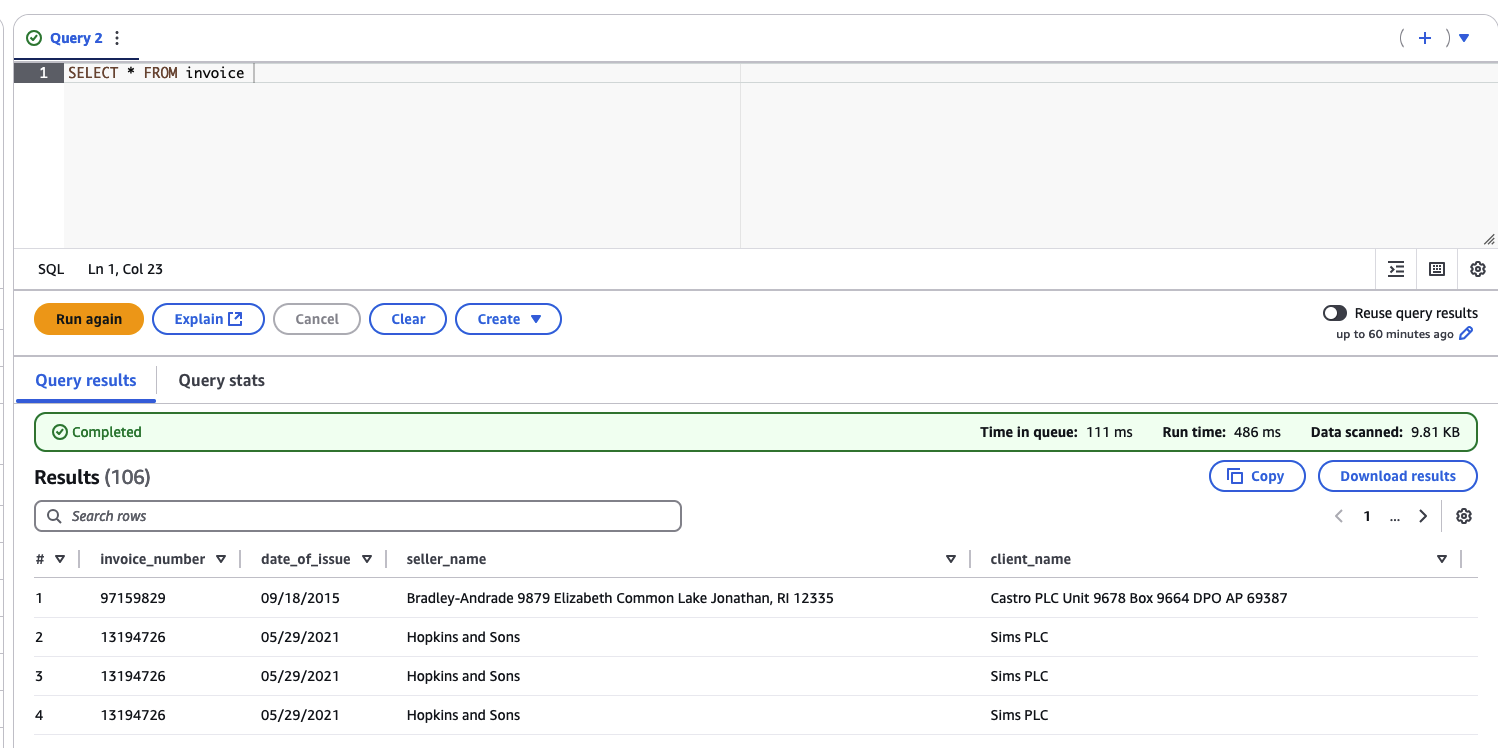 Query 2
( + )
1 SELECT * FROM invoice
SQL Ln 1, Col 23
Run again Explain Cancel Clear Create Reuse query results
up to 60 minutes ago
Query results Query stats
Completed Time in queue: 111 ms Run time: 486 ms Data scanned: 9.81 KB
Results (106) Copy Download results
Search rows 1 ...
# invoice_number date_of_issue seller_name client_name
1 97159829 09/18/2015 Bradley-Andrade 9879 Elizabeth Common Lake Jonathan, RI 12335 Castro PLC Unit 9678 Box 9664 DPO AP 69387
2 13194726 05/29/2021 Hopkins and Sons Sims PLC
3 13194726 05/29/2021 Hopkins and Sons Sims PLC
4 13194726 05/29/2021 Hopkins and Sons Sims PLC